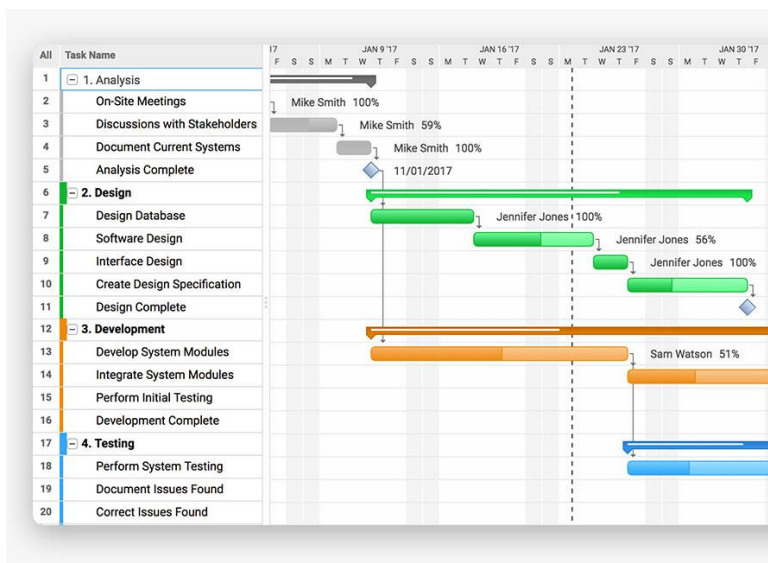 17 JAN 9 '17 JAN 16 '17 JAN 23 '17 JAN 30 '17
All Task Name F S S M T W T F S S M T W T F S S M T W T F S S M T W T F
1 1. Analysis
2 On-Site Meetings Mike Smith 100%
3 Discussions with Stakeholders Mike Smith 59%
4 Document Current Systems Mike Smith 100%
5 Analysis Complete 11/01/2017
6 2. Design
7 Design Database Jennifer Jones 100%
8 Software Design Jennifer Jones 56%
9 Interface Design Jennifer Jones 100%
10 Create Design Specification
11 Design Complete
12 3. Development
13 Develop System Modules Sam Watson 51%
14 Integrate System Modules
15 Perform Initial Testing
16 Development Complete
17 4. Testing
18 Perform System Testing
19 Document Issues Found
20 Correct Issues Found